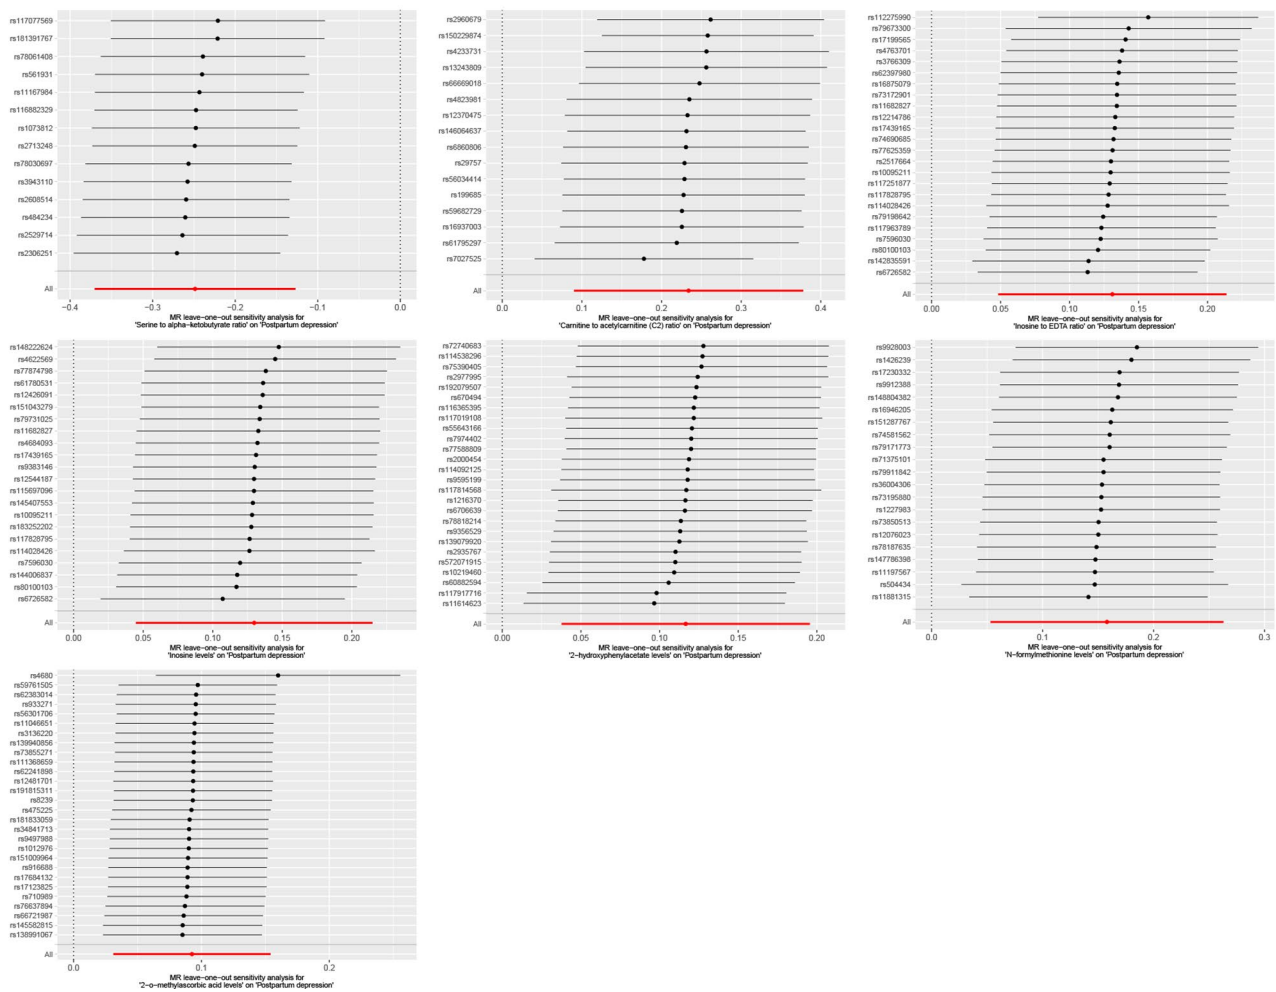 rs117077569
rs181391767
rs78061408
rs561931
rs11167984
rs116882329
rs1073812
rs2713248
rs78030697
rs3943110
rs2608514
rs484234
rs2529714
rs2306251
All
−0.4 −0.3 −0.2 −0.1 0.0
MR leave−one−out sensitivity analysis for
'Serine to alpha−ketobutyrate ratio' on 'Postpartum depression'
rs2960679
rs150229874
rs4233731
rs13243809
rs66669018
rs4823981
rs12370475
rs146064637
rs6860806
rs29757
rs56034414
rs199685
rs59682729
rs16937003
rs61795297
rs7027525
All
0.0 0.1 0.2 0.3 0.4
MR leave−one−out sensitivity analysis for
'Carnitine to acetylcarnitine (C2) ratio' on 'Postpartum depression'
rs112275990
rs79673300
rs17199565
rs4763701
rs3766309
rs62397980
rs16875079
rs73172901
rs11682827
rs12214786
rs17439165
rs74690685
rs77625359
rs2517664
rs10095211
rs117251877
rs117828795
rs114028426
rs79198642
rs117963789
rs7596030
rs80100103
rs142835591
rs6726582
All
0.00 0.05 0.10 0.15 0.20
MR leave−one−out sensitivity analysis for
'Inosine to EDTA ratio' on 'Postpartum depression'
rs148222624
rs4622569
rs77874798
rs61780531
rs12426091
rs151043279
rs79731025
rs11682827
rs4684093
rs17439165
rs9383146
rs12544187
rs115697096
rs145407553
rs10095211
rs183252202
rs117828795
rs114028426
rs7596030
rs144006837
rs80100103
rs6726582
All
0.00 0.05 0.10 0.15 0.20
MR leave−one−out sensitivity analysis for
'Inosine levels' on 'Postpartum depression'
rs72740683
rs114538296
rs75390405
rs2977995
rs192079507
rs670494
rs116365395
rs117019108
rs55643166
rs7974402
rs77588809
rs2000454
rs114092125
rs9595199
rs117814568
rs1216370
rs6706639
rs78818214
rs9356529
rs139079920
rs2935767
rs572071915
rs10219460
rs60882594
rs117917716
rs11614623
All
0.00 0.05 0.10 0.15 0.20
MR leave−one−out sensitivity analysis for
'2−hydroxyphenylacetate levels' on 'Postpartum depression'
rs9928003
rs1426239
rs17230332
rs9912388
rs148804382
rs16946205
rs151287767
rs74581562
rs79171773
rs71375101
rs79911842
rs36004306
rs73195880
rs1227983
rs73850513
rs12076023
rs78187635
rs147786398
rs11197567
rs504434
rs11881315
All
0.0 0.1 0.2 0.3
MR leave−one−out sensitivity analysis for
'N−formylmethionine levels' on 'Postpartum depression'
rs4680
rs59761505
rs62383014
rs933271
rs56301706
rs11046651
rs3136220
rs139940856
rs73855271
rs111368659
rs62241898
rs12481701
rs191815311
rs8239
rs475225
rs181833059
rs34841713
rs9497988
rs1012976
rs151009964
rs916688
rs17684132
rs17123825
rs710989
rs76637894
rs66721987
rs145582815
rs138991067
All
0.0 0.1 0.2
MR leave−one−out sensitivity analysis for
'2−o−methylascorbic acid levels' on 'Postpartum depression'